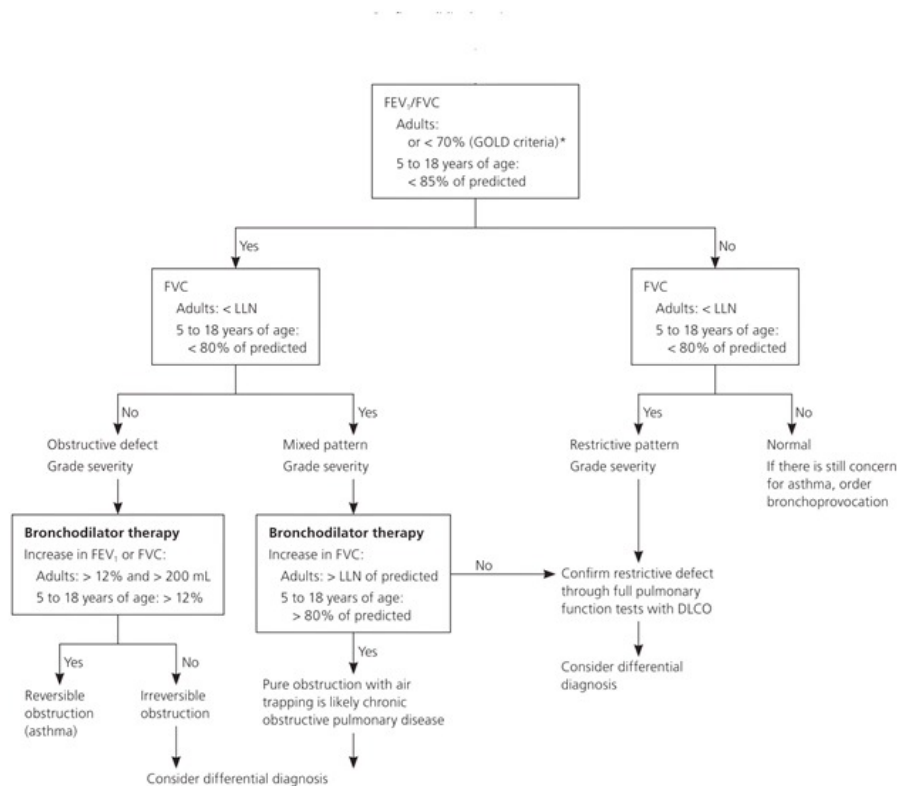 FEV₁/FVC
Adults:
or < 70% (GOLD criteria)*
5 to 18 years of age:
< 85% of predicted
Yes
No
FVC
Adults: < LLN
5 to 18 years of age:
< 80% of predicted
FVC
Adults: < LLN
5 to 18 years of age:
< 80% of predicted
No
Yes
Yes
No
Obstructive defect
Grade severity
Mixed pattern
Grade severity
Restrictive pattern
Grade severity
Normal
If there is still concern
for asthma, order
bronchoprovocation
Bronchodilator therapy
Increase in FEV₁ or FVC:
Adults: > 12% and > 200 mL
5 to 18 years of age: > 12%
Bronchodilator therapy
Increase in FVC:
Adults: > LLN of predicted
5 to 18 years of age:
> 80% of predicted
No
Confirm restrictive defect
through full pulmonary
function tests with DLCO
Yes
No
Yes
Reversible
obstruction
(asthma)
Irreversible
obstruction
Pure obstruction with air
trapping is likely chronic
obstructive pulmonary disease
Consider differential
diagnosis
Consider differential diagnosis